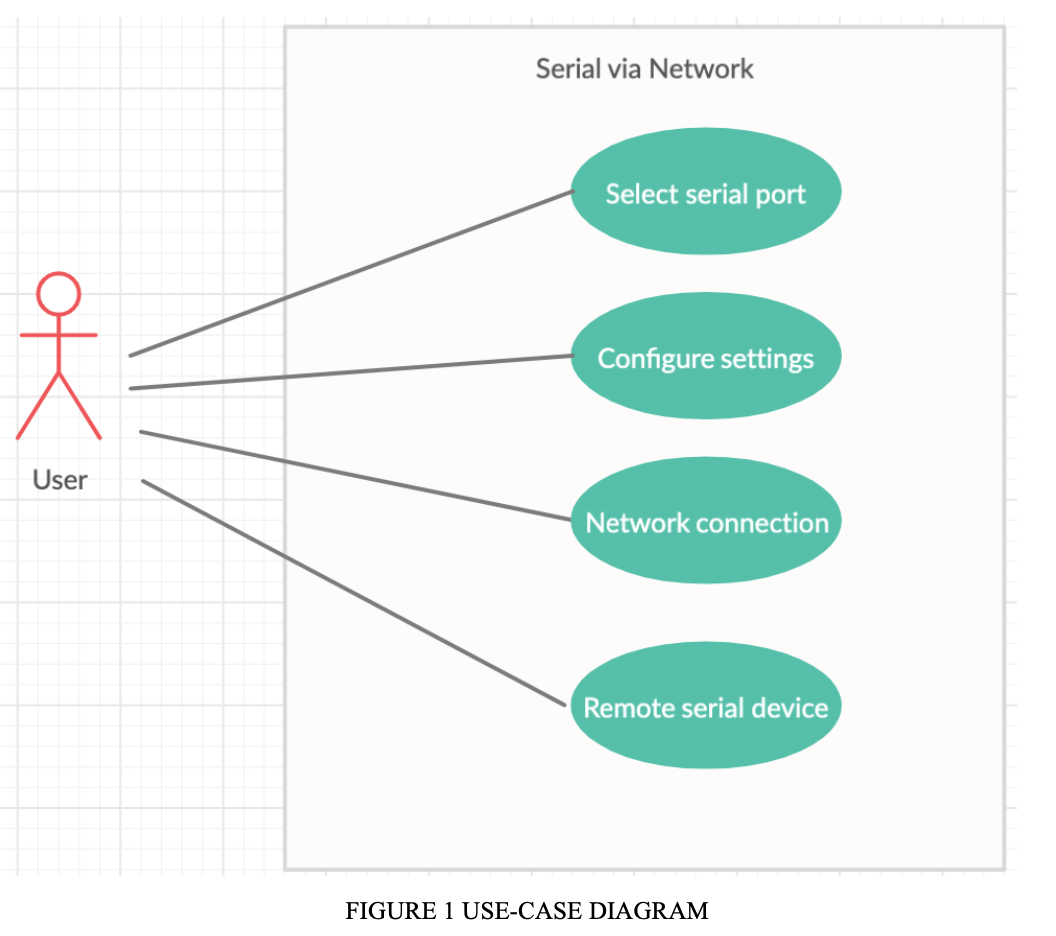 Serial via Network
Select serial port
Configure settings
Network connection
Remote serial device
User
FIGURE 1 USE-CASE DIAGRAM